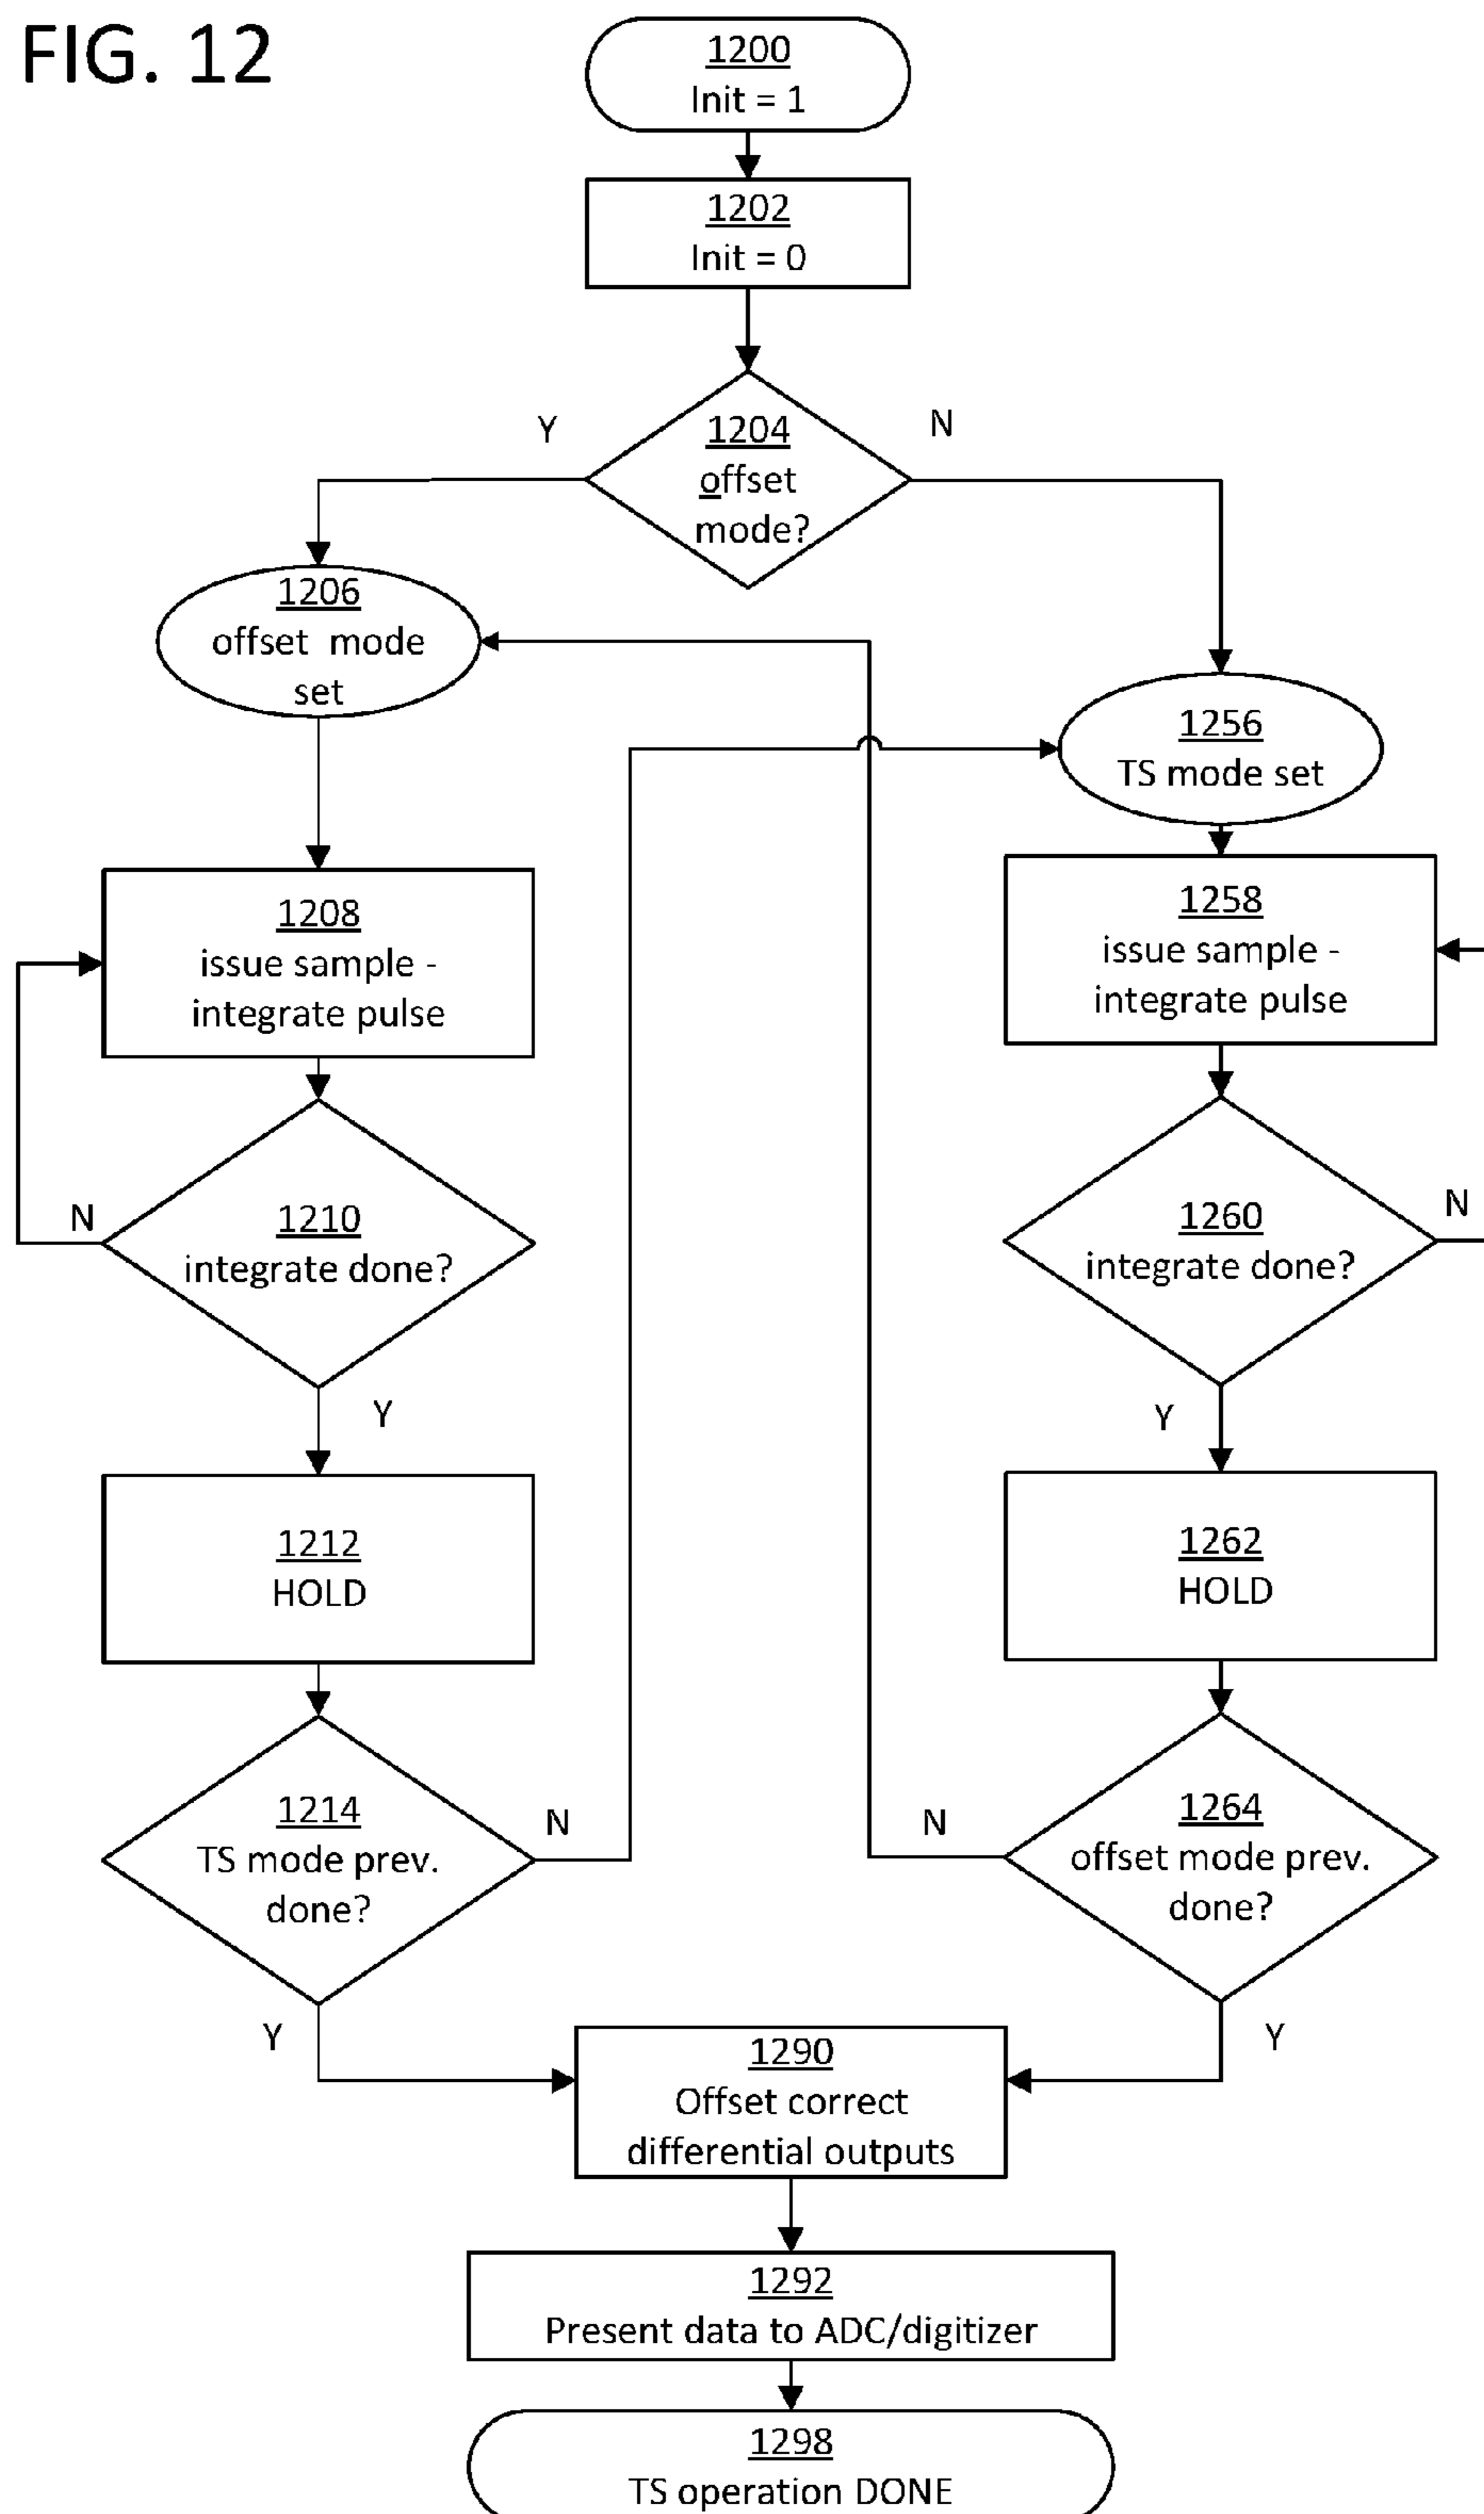 FIG. 12
1200
Init = 1
1202
Init = 0
Y
N
1204
offset
mode?
1206
offset mode
set
1256
TS mode set
1208
issue sample -
integrate pulse
1258
issue sample -
integrate pulse
N
1210
integrate done?
1260
integrate done?
N
Y
Y
1212
HOLD
1262
HOLD
1214
TS mode prev.
done?
N
N
1264
offset mode prev.
done?
Y
Y
1290
Offset correct
differential outputs
1292
Present data to ADC/digitizer
1298
TS operation DONE